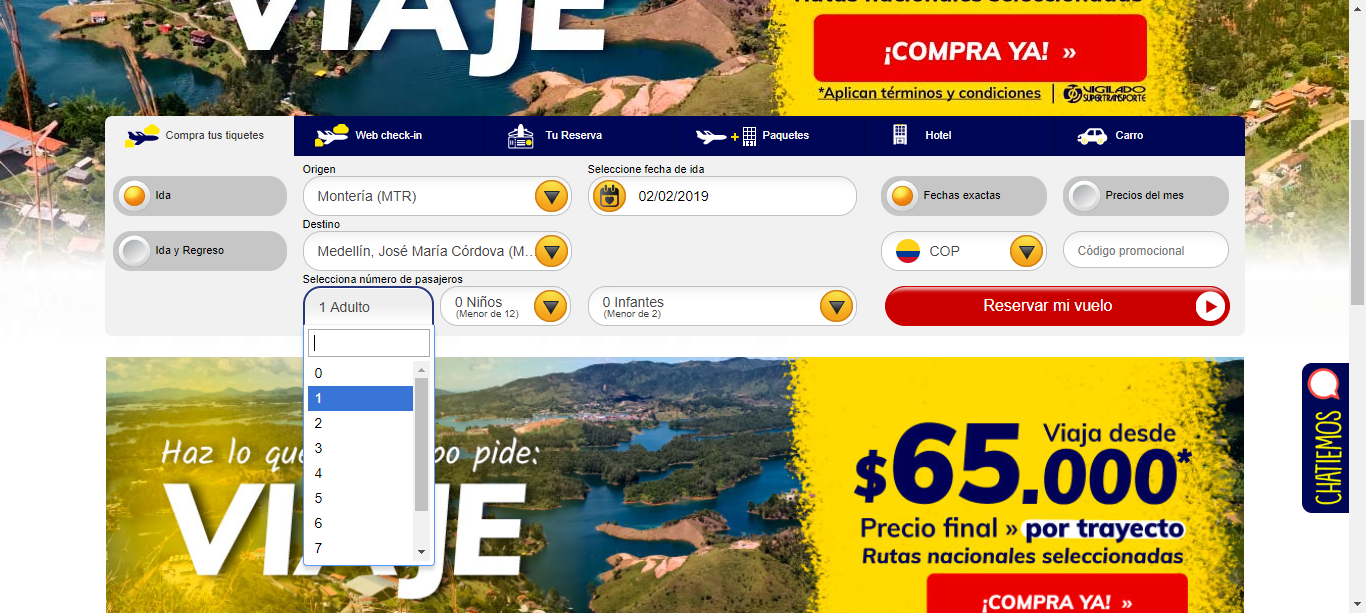 VIAJE
Rutas nacionales seleccionadas
¡COMPRA YA! »
*Aplican términos y condiciones
VIGILADO
SUPERTRANSPORTE
Compra tus tiquetes
Web check-in
Tu Reserva
Paquetes
Hotel
Carro
Origen
Seleccione fecha de ida
Ida
Montería (MTR)
02/02/2019
Fechas exactas
Precios del mes
Destino
Ida y Regreso
Medellín, José María Córdova (M...
COP
Código promocional
Selecciona número de pasajeros
1 Adulto
0 Niños
(Menor de 12)
0 Infantes
(Menor de 2)
Reservar mi vuelo
0
1
2
3
4
5
6
7
Haz lo que
po pide:
VIAJE
Viaja desde
$65.000*
Precio final » por trayecto
Rutas nacionales seleccionadas
¡COMPRA YA! »
CHATIEMOS